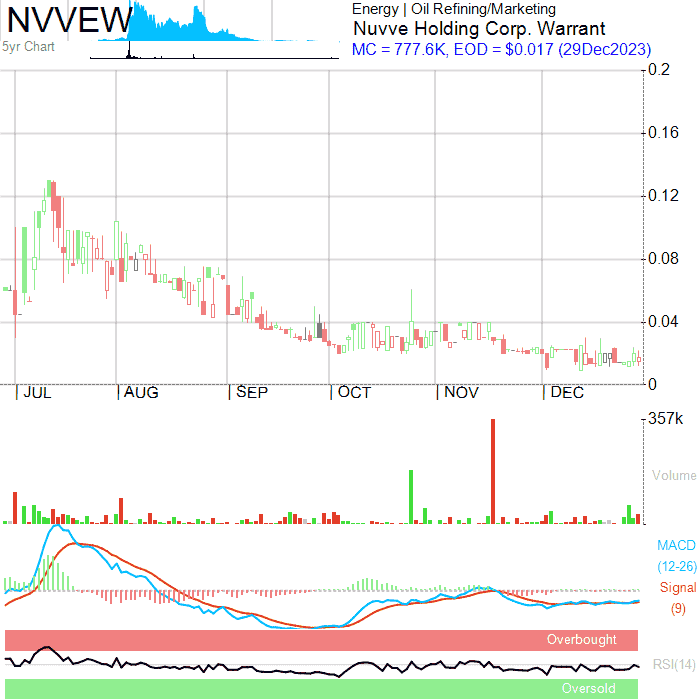 NVVEW
5yr Chart
Energy | Oil Refining/Marketing
Nuvve Holding Corp. Warrant
MC = 777.6K, EOD = $0.017 (29Dec2023)
0.2
0.16
0.12
0.08
0.04
0
JUL AUG SEP OCT NOV DEC
357k
Volume
MACD
(12-26)
Signal
(9)
Overbought
RSI(14)
Oversold